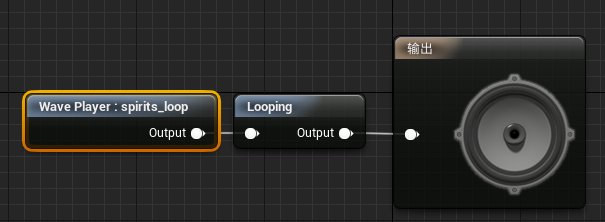 输出
Wave Player : spirits_loop
Looping
Output
Output